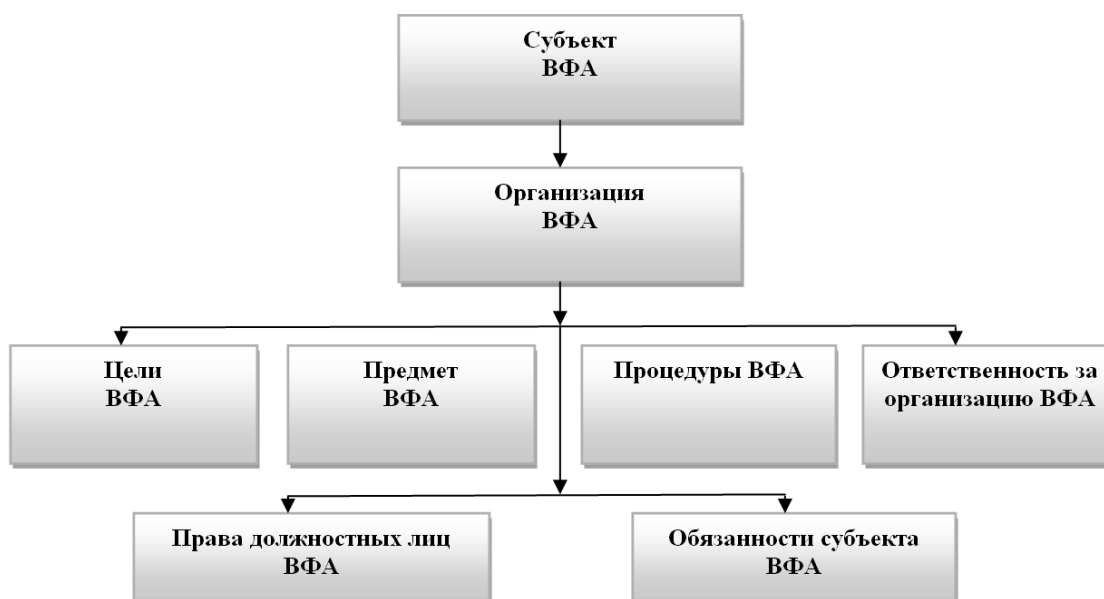 Субъект
ВФА
Организация
ВФА
Цели
ВФА
Предмет
ВФА
Процедуры ВФА
Ответственность за
организацию ВФА
Права должностных лиц
ВФА
Обязанности субъекта
ВФА